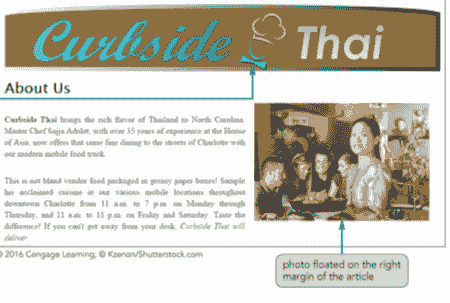 Curbside Thai
About Us
Curbside Thai brings the rich flavor of Thailand to North Carolina.
Master Chef Sajja Adulet, with over 35 years of experience at the House
of Asia, now offers that same fine dining to the streets of Charlotte with
our modern mobile food truck.
This is not bland vendor food packaged in greasy paper boxes! Sample
his acclaimed cuisine at our various mobile locations throughout
downtown Charlotte from 11 a.m. to 7 p.m. on Monday through
Thursday, and 11 a.m. to 11 p.m. on Friday and Saturday. Taste the
difference! If you can't get away from your desk, Curbside Thai will
deliver.
© 2016 Cengage Learning; © Kzenon/Shutterstock.com
photo floated on the right
margin of the article